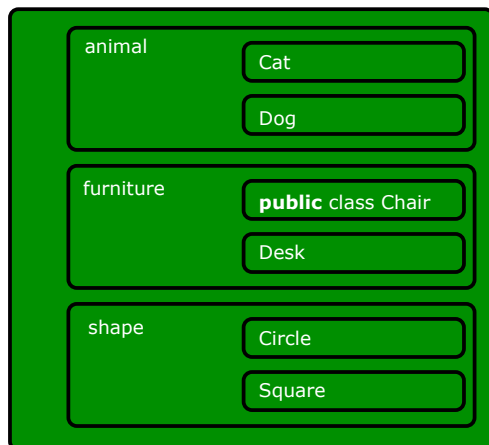 animal
Cat
Dog
furniture
public class Chair
Desk
shape
Circle
Square